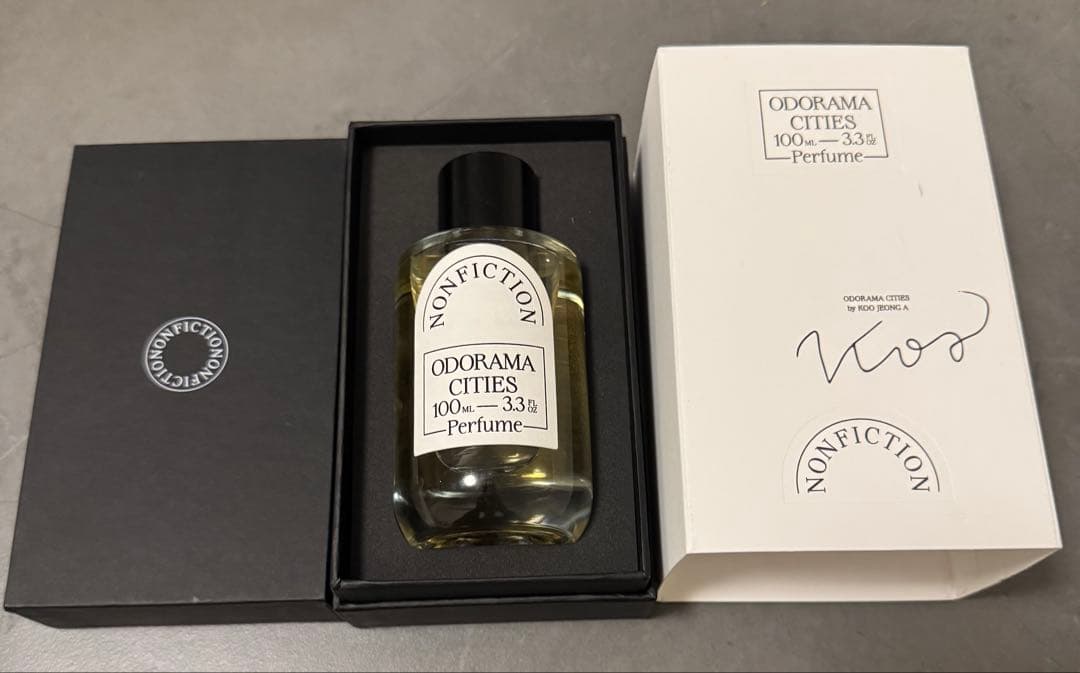 NONFICTIONNONFICTION
NONFICTION
ODORAMA
CITIES
100ML — 3.3 FL OZ
Perfume
ODORAMA
CITIES
100ML — 3.3 FL OZ
Perfume
ODORAMA CITIES
by KOO JEONG A
Koo
NONFICTION